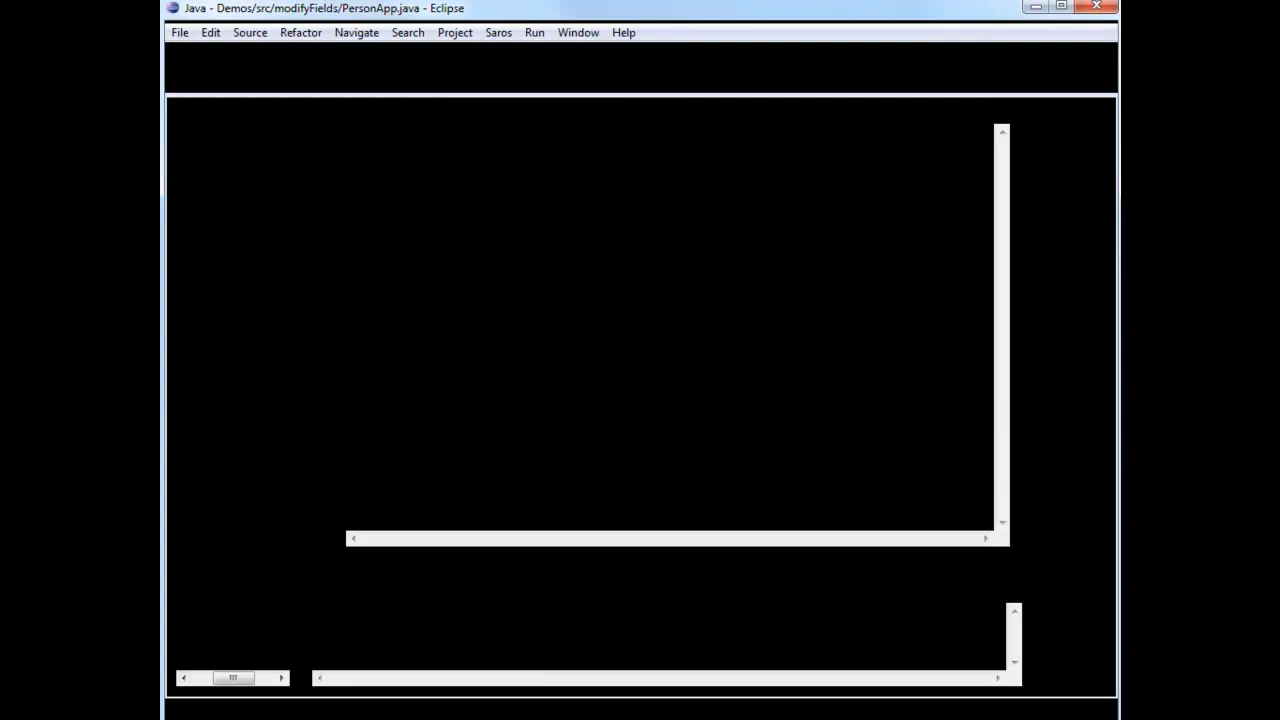 Java - Demos/src/modifyFields/PersonApp.java - Eclipse
File Edit Source Refactor Navigate Search Project Saros Run Window Help